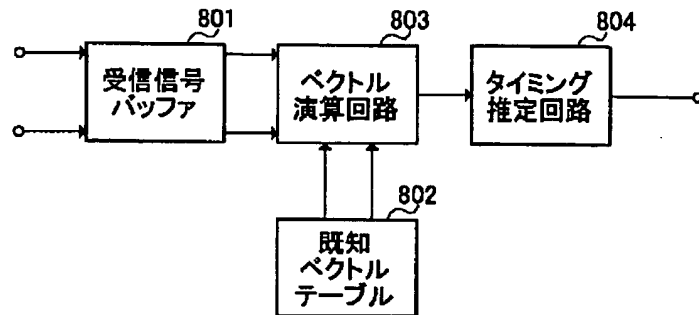 801
受信信号
バッファ
803
ベクトル
演算回路
804
タイミング
推定回路
802
既知
ベクトル
テーブル